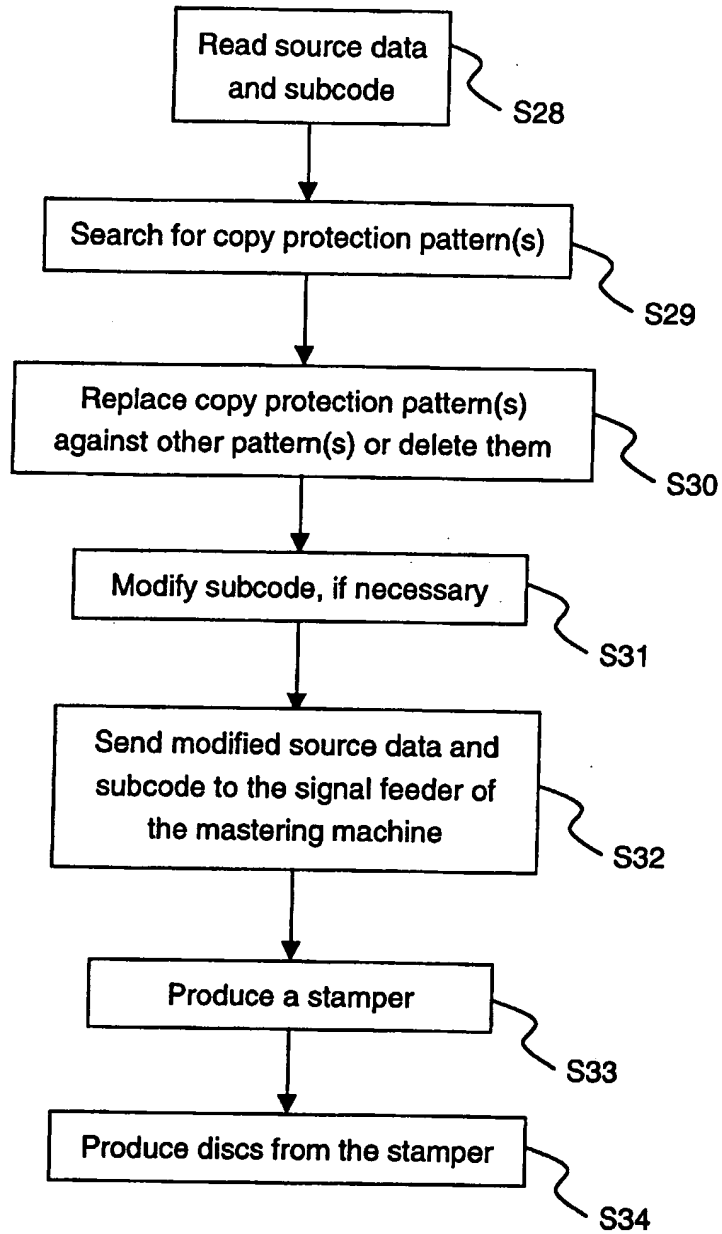 Read source data
and subcode
S28
Search for copy protection pattern(s)
S29
Replace copy protection pattern(s)
against other pattern(s) or delete them
S30
Modify subcode, if necessary
S31
Send modified source data and
subcode to the signal feeder of
the mastering machine
S32
Produce a stamper
S33
Produce discs from the stamper
S34